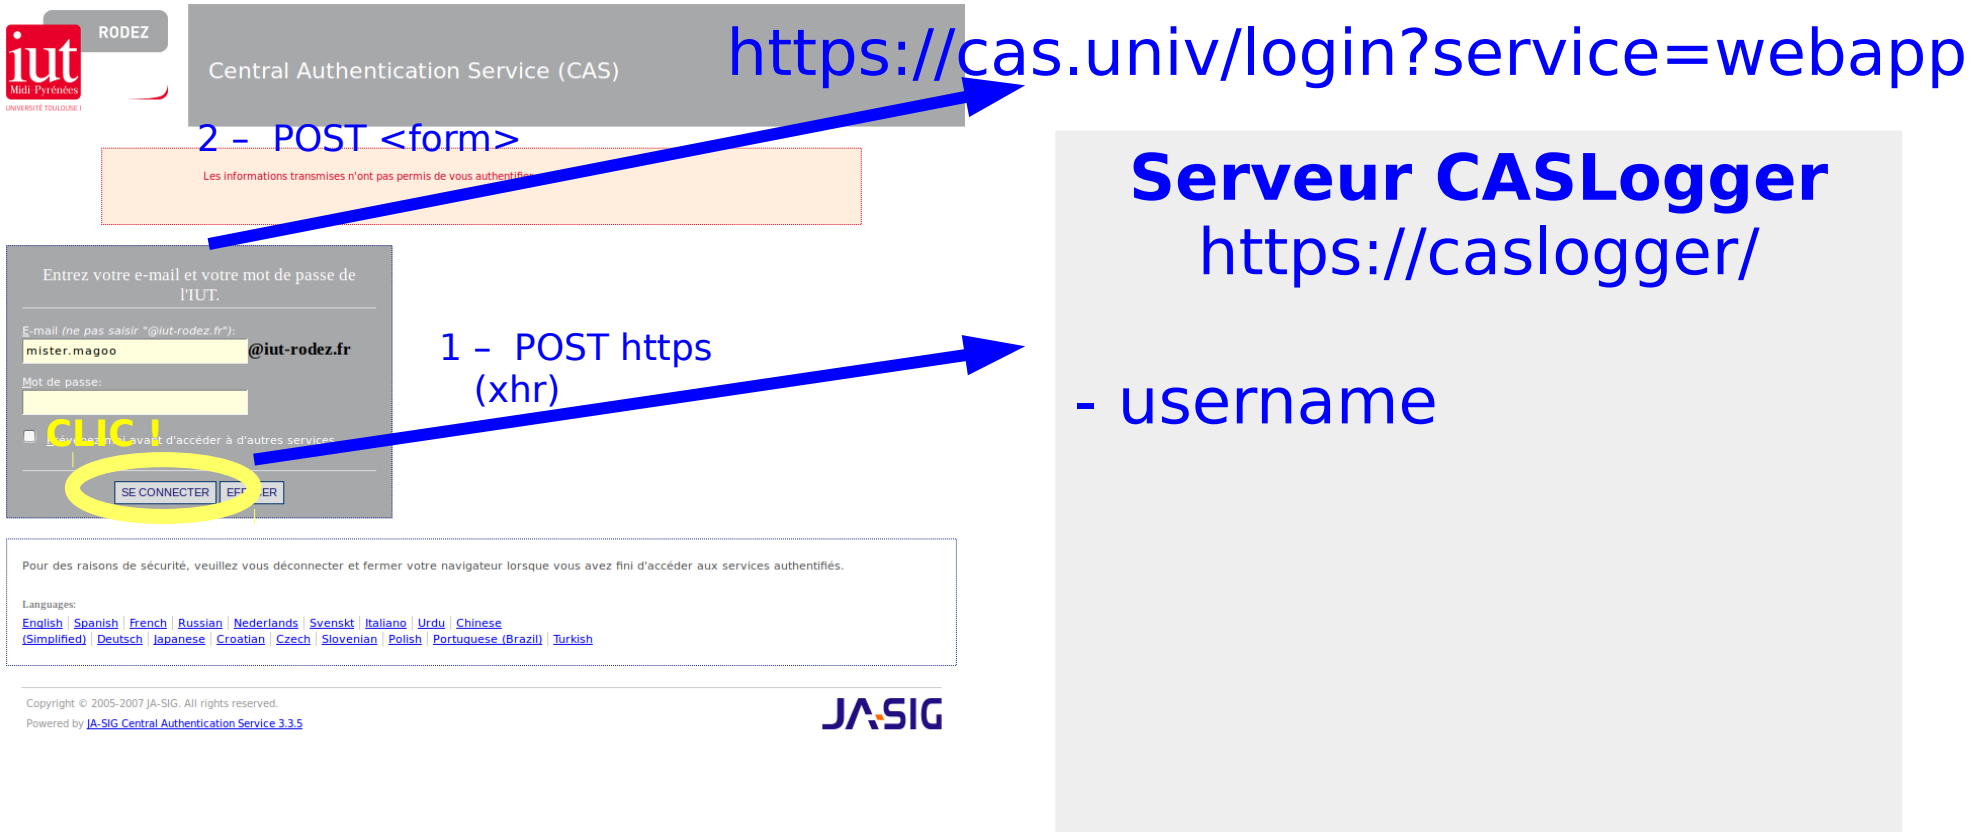 iut
RODEZ
Midi-Pyrénées
UNIVERSITÉ TOULOUSE I
Central Authentication Service (CAS)
https://cas.univ/login?service=webapp
2 – POST <form>
Les informations transmises n'ont pas permis de vous authentifier
Serveur CASLogger
https://caslogger/
Entrez votre e-mail et votre mot de passe de
l'IUT.
E-mail (ne pas saisir "@iut-rodez.fr"):
mister.magoo
@iut-rodez.fr
1 – POST https
(xhr)
- username
Mot de passe:
CLIC !
avant d'accéder à d'autres services
SE CONNECTER
Pour des raisons de sécurité, veuillez vous déconnecter et fermer votre navigateur lorsque vous avez fini d'accéder aux services authentifiés.
Languages:
English | Spanish | French | Russian | Nederlands | Svenskt | Italiano | Urdu | Chinese
(Simplified) | Deutsch | Japanese | Croatian | Czech | Slovenian | Polish | Portuguese (Brazil) | Turkish
Copyright © 2005-2007 JA-SIG. All rights reserved.
Powered by JA-SIG Central Authentication Service 3.3.5
JA-SIG